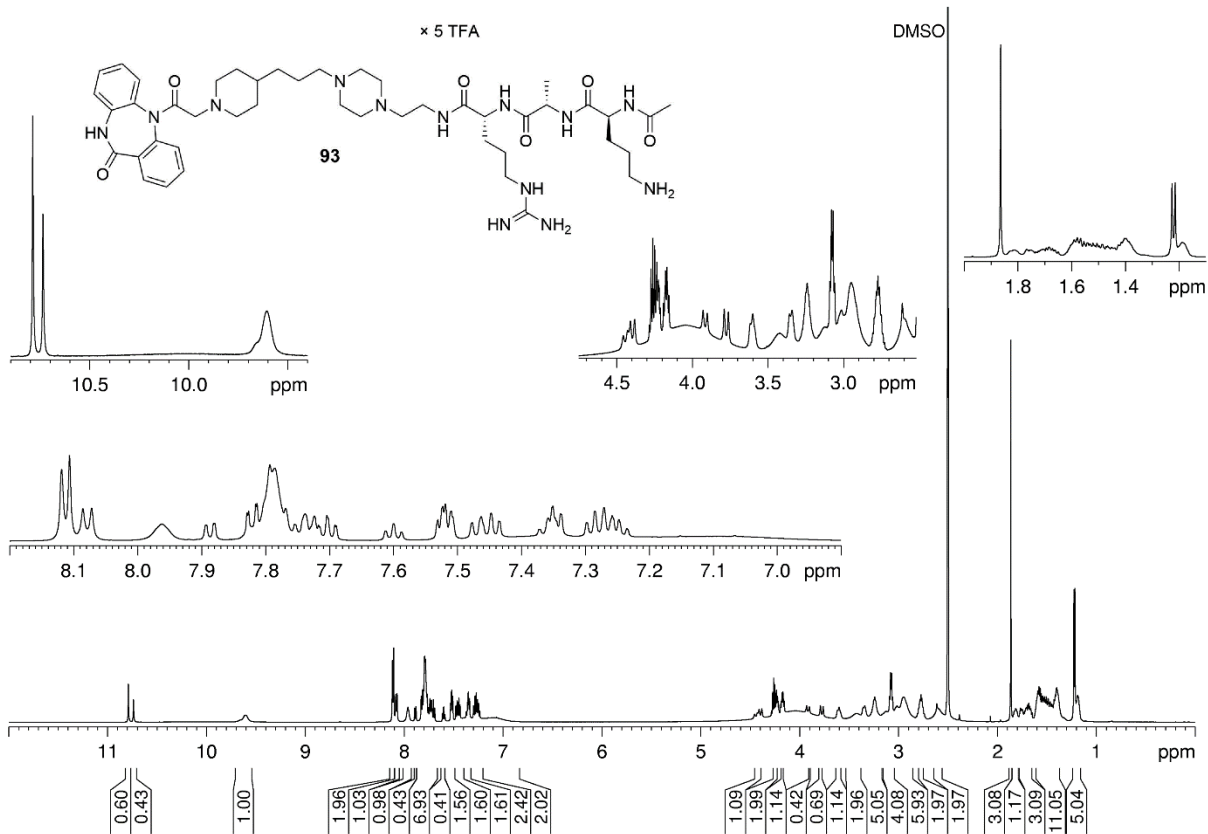 × 5 TFA
DMSO
O
N
N
N
O
N
H
H
N
O
O
N
H
H
N
O
N
NH
O
93
NH
HN
NH2
NH2
10.5
10.0
ppm
4.5
4.0
3.5
3.0
ppm
1.8
1.6
1.4
ppm
8.1
8.0
7.9
7.8
7.7
7.6
7.5
7.4
7.3
7.2
7.1
7.0
ppm
11
10
9
8
7
6
5
4
3
2
1
ppm
0.60
0.43
1.00
1.96
1.03
0.98
0.43
6.93
0.41
1.56
1.60
1.61
2.42
2.02
1.09
1.99
1.14
0.42
0.69
1.14
1.96
5.05
4.08
5.93
1.97
1.97
3.08
1.17
3.09
11.05
5.04